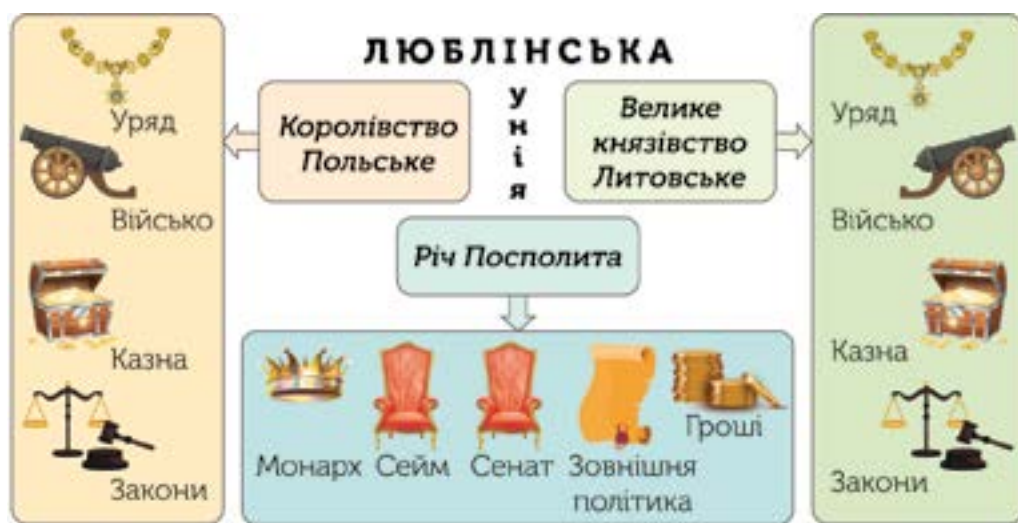 ЛЮБЛІНСЬКА
Унія
Королівство
Польське
Велике
князівство
Литовське
Уряд
Військо
Казна
Закони
Річ Посполита
Монарх
Сейм
Сенат
Зовнішня
політика
Гроші
Уряд
Військо
Казна
Закони